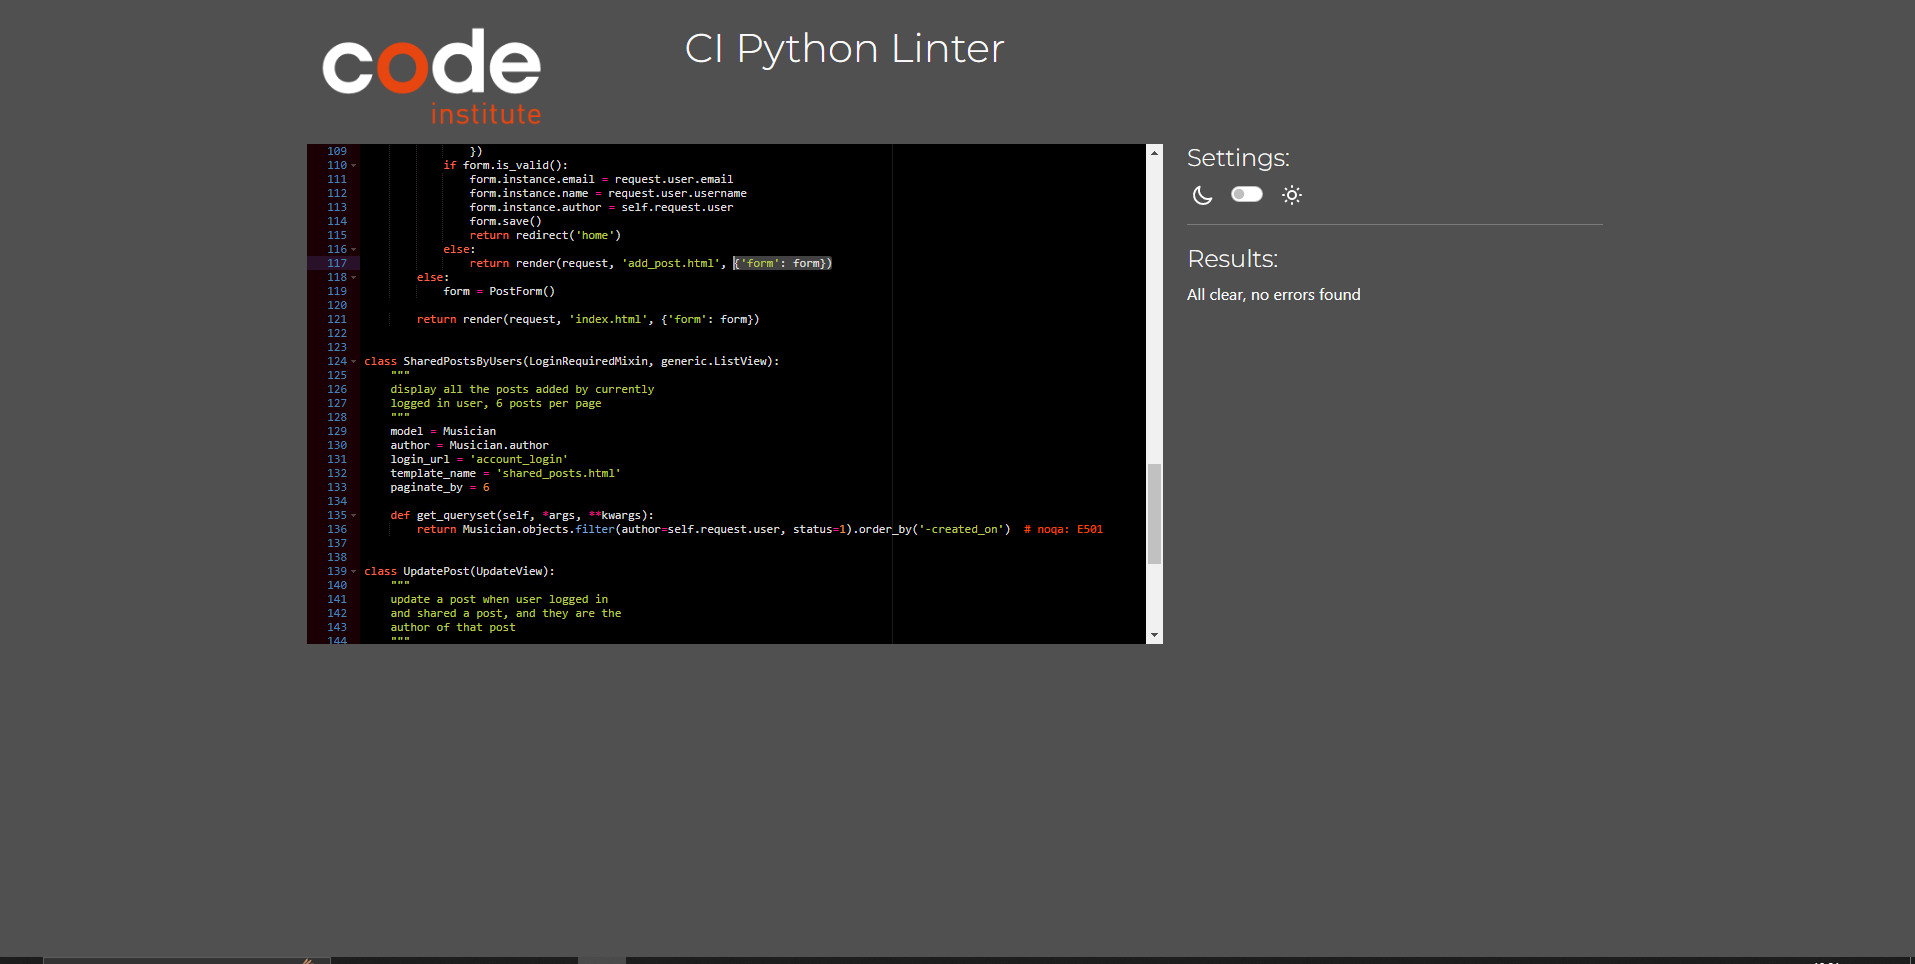 code
institute
CI Python Linter
109                })
110            if form.is_valid():
111                form.instance.email = request.user.email
112                form.instance.name = request.user.username
113                form.instance.author = self.request.user
114                form.save()
115                return redirect('home')
116            else:
117                return render(request, 'add_post.html', {'form': form})
118        else:
119            form = PostForm()
120
121        return render(request, 'index.html', {'form': form})
122
123
124 class SharedPostsByUsers(LoginRequiredMixin, generic.ListView):
125    """
126    display all the posts added by currently
127    logged in user, 6 posts per page
128    """
129    model = Musician
130    author = Musician.author
131    login_url = 'account_login'
132    template_name = 'shared_posts.html'
133    paginate_by = 6
134
135    def get_queryset(self, *args, **kwargs):
136        return Musician.objects.filter(author=self.request.user, status=1).order_by('-created_on')  # noqa: E501
137
138
139 class UpdatePost(UpdateView):
140    """
141    update a post when user logged in
142    and shared a post, and they are the
143    author of that post
144    """
Settings:
Results:
All clear, no errors found